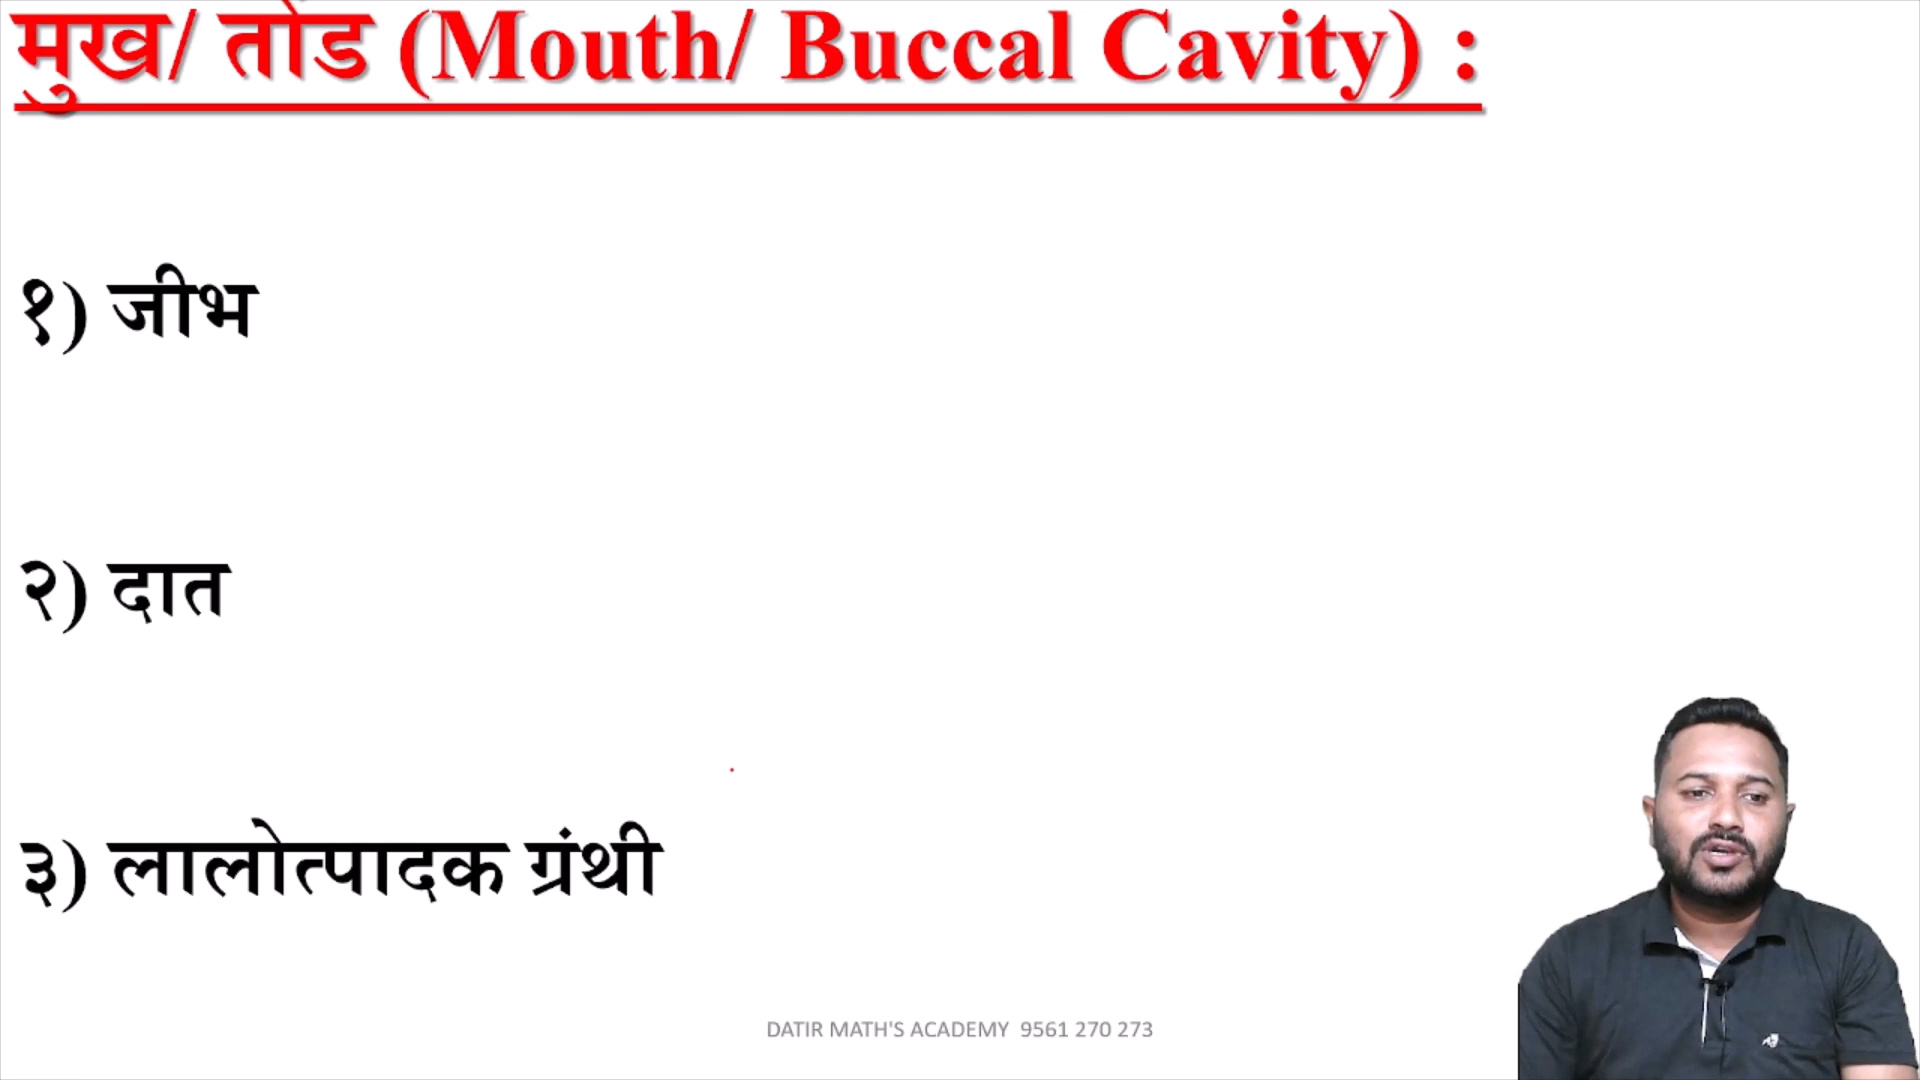 मुख/ तोंड (Mouth/ Buccal Cavity) :
१) जीभ
२) दात
३) लालोत्पादक ग्रंथी
DATIR MATH'S ACADEMY 9561 270 273